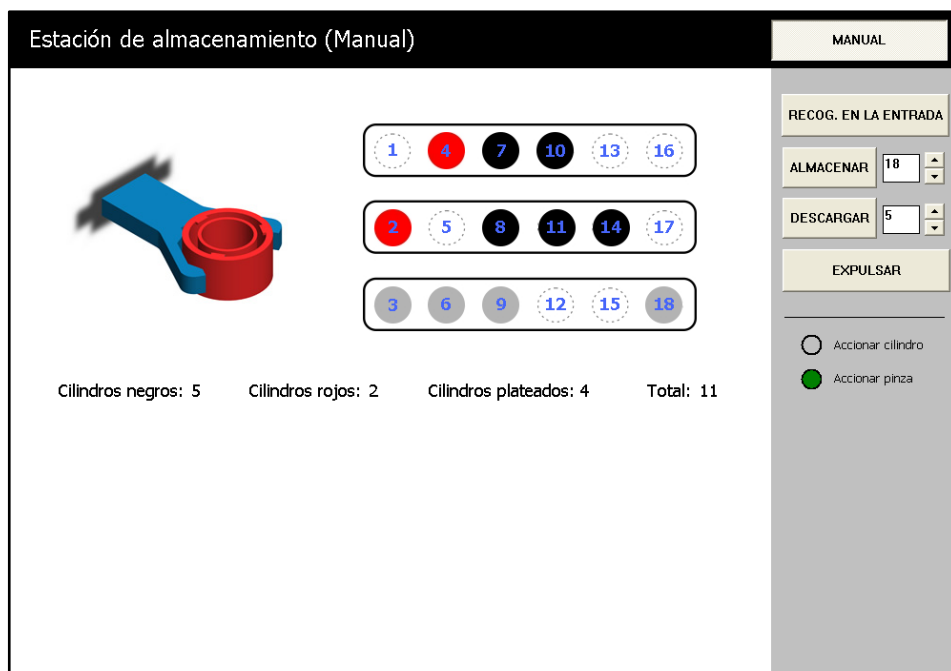 Estación de almacenamiento (Manual)
MANUAL
1 4 7 10 13 16
2 5 8 11 14 17
3 6 9 12 15 18
Cilindros negros: 5 Cilindros rojos: 2 Cilindros plateados: 4 Total: 11
RECOG. EN LA ENTRADA
ALMACENAR 18
DESCARGAR 5
EXPULSAR
Accionar cilindro
Accionar pinza